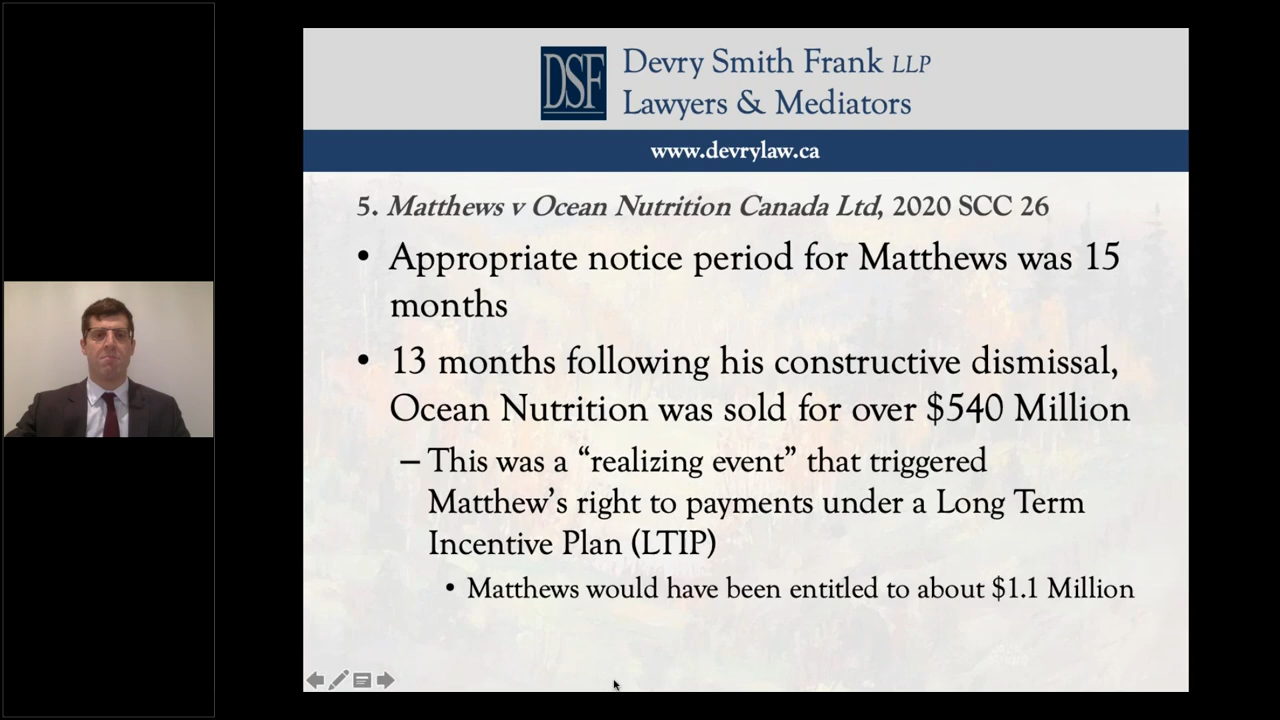 DSF
Devry Smith Frank LLP
Lawyers & Mediators
www.devrylaw.ca
5. Matthews v Ocean Nutrition Canada Ltd, 2020 SCC 26
• Appropriate notice period for Matthews was 15
months
• 13 months following his constructive dismissal,
Ocean Nutrition was sold for over $540 Million
– This was a “realizing event” that triggered
Matthew’s right to payments under a Long Term
Incentive Plan (LTIP)
• Matthews would have been entitled to about $1.1 Million